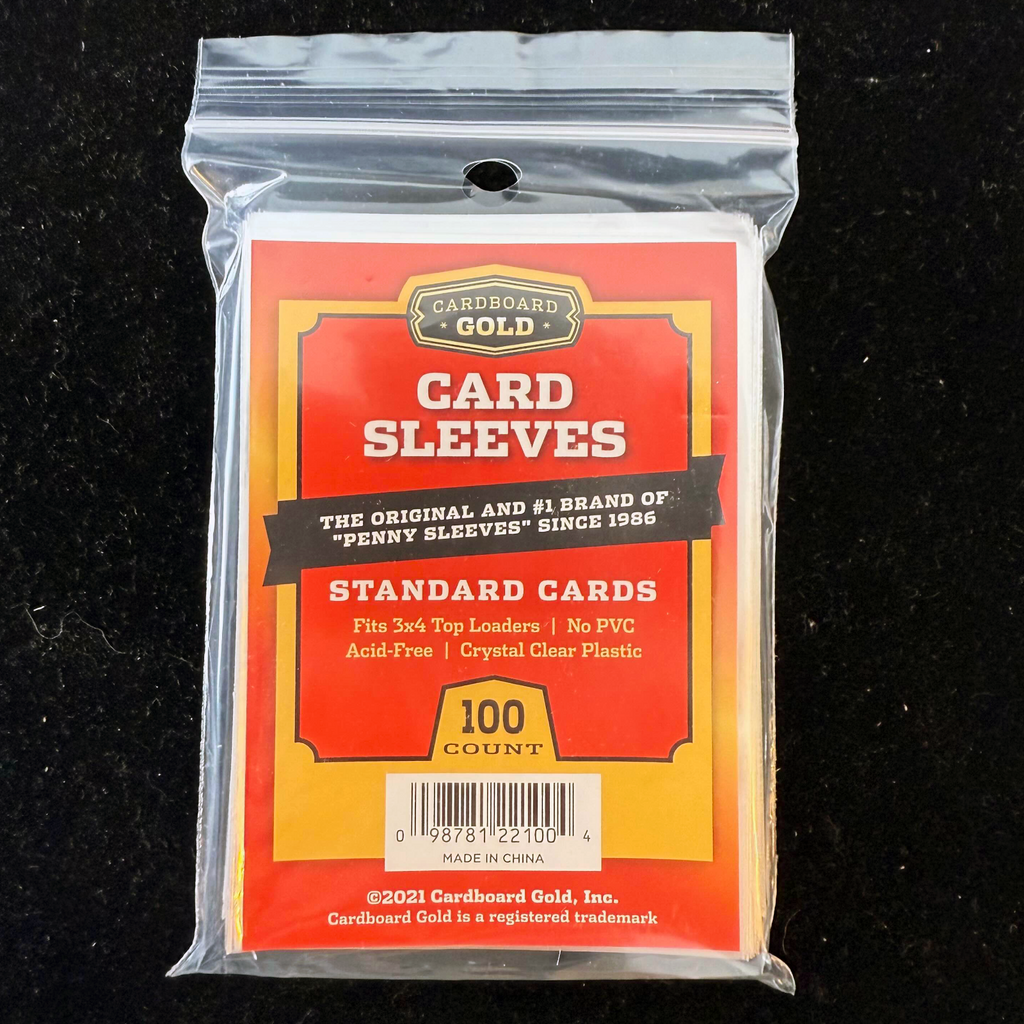 CARDBOARD
* GOLD *
CARD
SLEEVES
THE ORIGINAL AND #1 BRAND OF
"PENNY SLEEVES" SINCE 1986
STANDARD CARDS
Fits 3x4 Top Loaders | No PVC
Acid-Free | Crystal Clear Plastic
100
COUNT
0 98781 22100 4
MADE IN CHINA
©2021 Cardboard Gold, Inc.
Cardboard Gold is a registered trademark